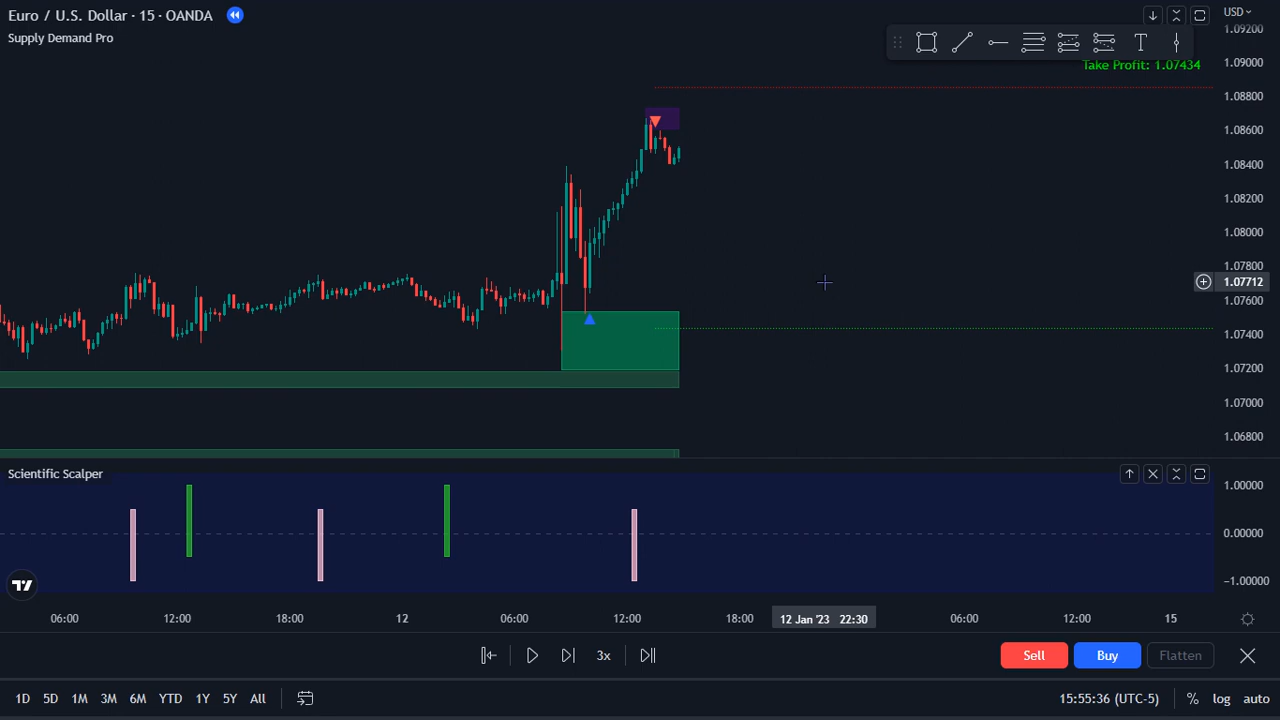 Euro / U.S. Dollar · 15 · OANDA
USD
Supply Demand Pro
T
Take Profit: 1.07434
1.09200
1.09000
1.08800
1.08600
1.08400
1.08200
1.08000
1.07800
1.07712
1.07600
1.07400
1.07200
1.07000
1.06800
Scientific Scalper
1.00000
0.00000
−1.00000
06:00 12:00 18:00 12 06:00 12:00 18:00 12 Jan '23 22:30 06:00 12:00 15
3x
Sell Buy Flatten
1D 5D 1M 3M 6M YTD 1Y 5Y All 15:55:36 (UTC-5) % log auto